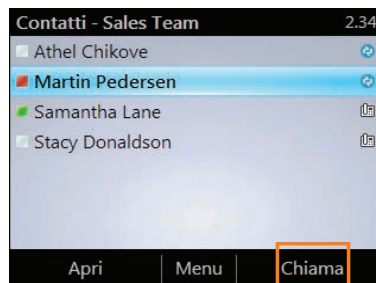 Contatti - Sales Team 2.34
Athel Chikove
Martin Pedersen
Samantha Lane
Stacy Donaldson
Apri Menu Chiama